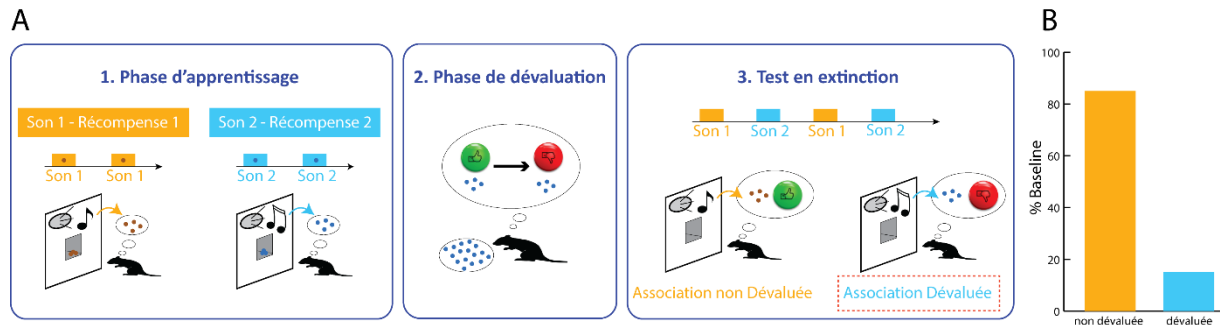 A
1. Phase d'apprentissage
Son 1 - Récompense 1
Son 2 - Récompense 2
Son 1
Son 1
Son 2
Son 2
2. Phase de dévaluation
3. Test en extinction
Son 1
Son 2
Son 1
Son 2
Association non Dévaluée
Association Dévaluée
B
% Baseline
100
80
60
40
20
0
non dévaluée
dévaluée